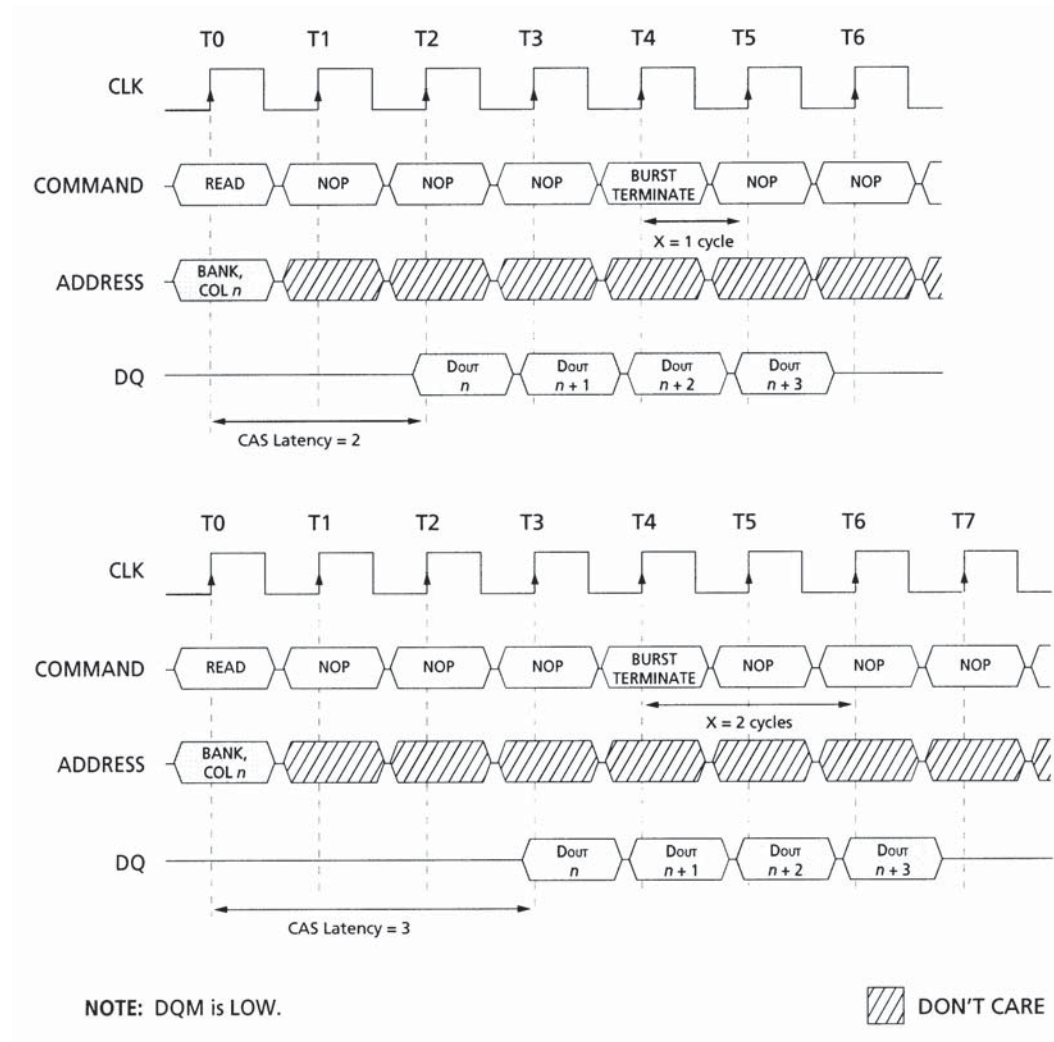 T0 T1 T2 T3 T4 T5 T6
CLK
COMMAND READ NOP NOP NOP BURST TERMINATE NOP NOP
X = 1 cycle
ADDRESS BANK, COL n
DQ DOUT n DOUT n + 1 DOUT n + 2 DOUT n + 3
CAS Latency = 2
T0 T1 T2 T3 T4 T5 T6 T7
CLK
COMMAND READ NOP NOP NOP BURST TERMINATE NOP NOP NOP
X = 2 cycles
ADDRESS BANK, COL n
DQ DOUT n DOUT n + 1 DOUT n + 2 DOUT n + 3
CAS Latency = 3
NOTE: DQM is LOW.
DON'T CARE